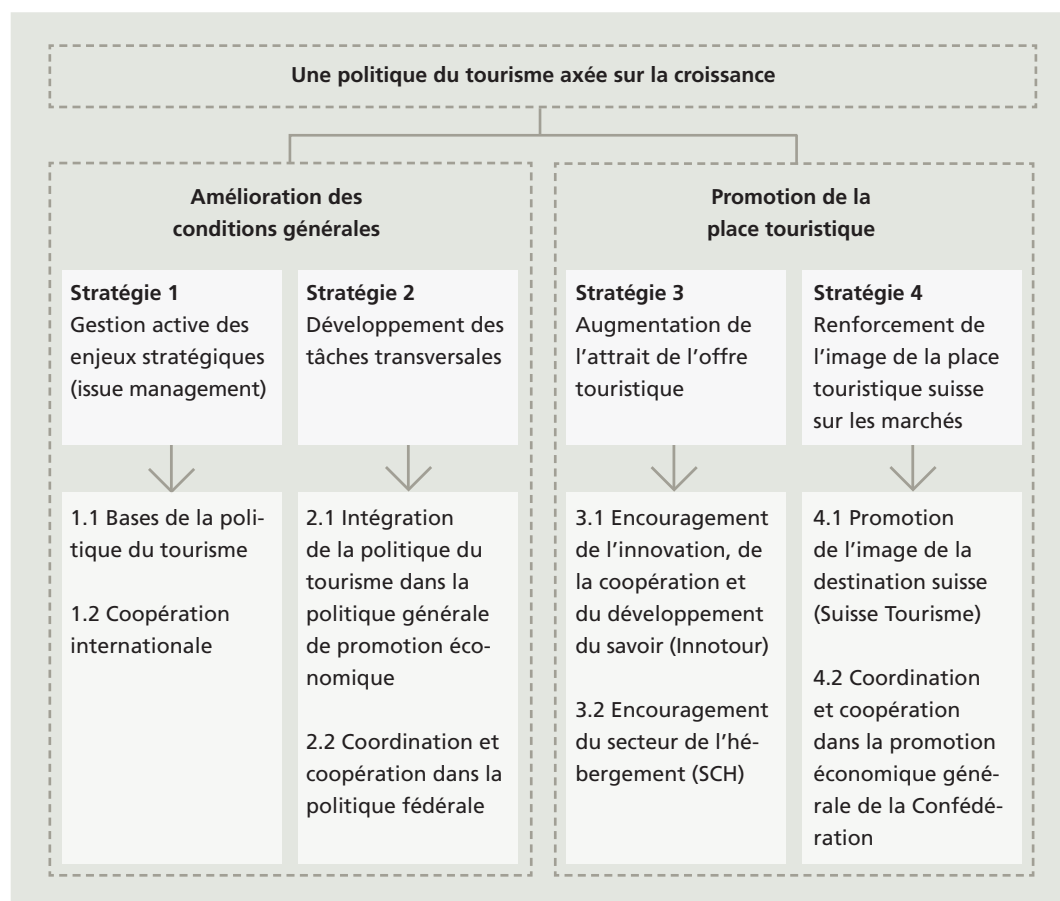 Une politique du tourisme axée sur la croissance
Amélioration des
conditions générales
Stratégie 1
Gestion active des
enjeux stratégiques
(issue management)
Stratégie 2
Développement des
tâches transversales
1.1 Bases de la poli-
tique du tourisme
1.2 Coopération
internationale
2.1 Intégration
de la politique du
tourisme dans la
politique générale
de promotion éco-
nomique
2.2 Coordination et
coopération dans la
politique fédérale
Promotion de la
place touristique
Stratégie 3
Augmentation de
l’attrait de l’offre
touristique
Stratégie 4
Renforcement de
l’image de la place
touristique suisse
sur les marchés
3.1 Encouragement
de l’innovation, de
la coopération et
du développement
du savoir (Innotour)
3.2 Encouragement
du secteur de l’hé-
bergement (SCH)
4.1 Promotion
de l’image de la
destination suisse
(Suisse Tourisme)
4.2 Coordination
et coopération
dans la promotion
économique géné-
rale de la Confédé-
ration